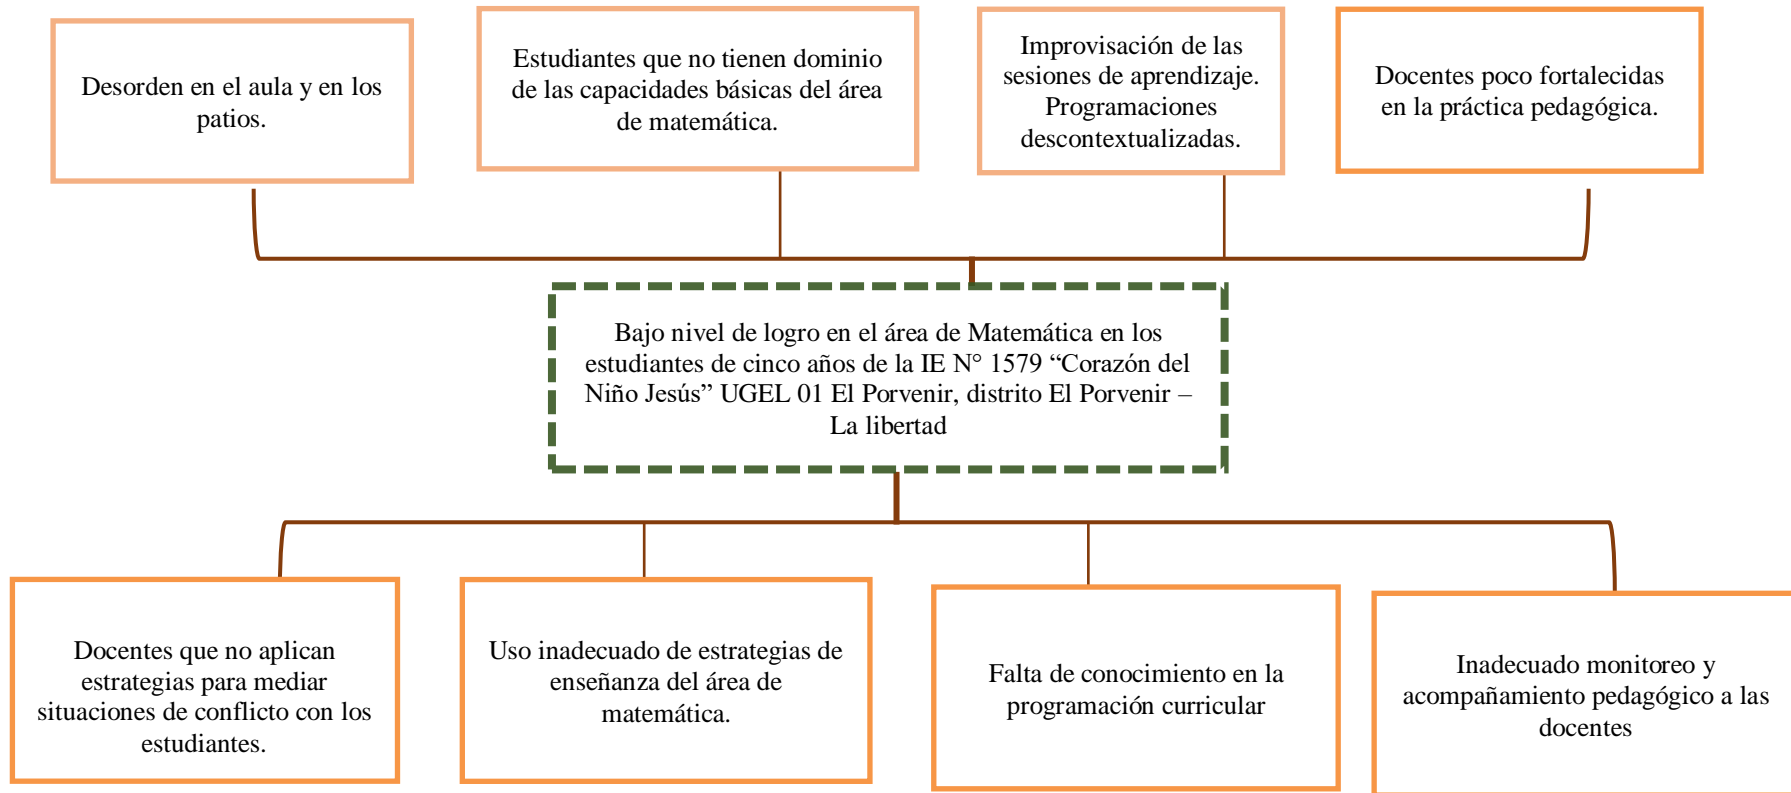 Desorden en el aula y en los
patios.
Estudiantes que no tienen dominio
de las capacidades básicas del área
de matemática.
Improvisación de las
sesiones de aprendizaje.
Programaciones
descontextualizadas.
Docentes poco fortalecidas
en la práctica pedagógica.
Bajo nivel de logro en el área de Matemática en los
estudiantes de cinco años de la IE N° 1579 “Corazón del
Niño Jesús” UGEL 01 El Porvenir, distrito El Porvenir –
La libertad
Docentes que no aplican
estrategias para mediar
situaciones de conflicto con los
estudiantes.
Uso inadecuado de estrategias de
enseñanza del área de
matemática.
Falta de conocimiento en la
programación curricular
Inadecuado monitoreo y
acompañamiento pedagógico a las
docentes